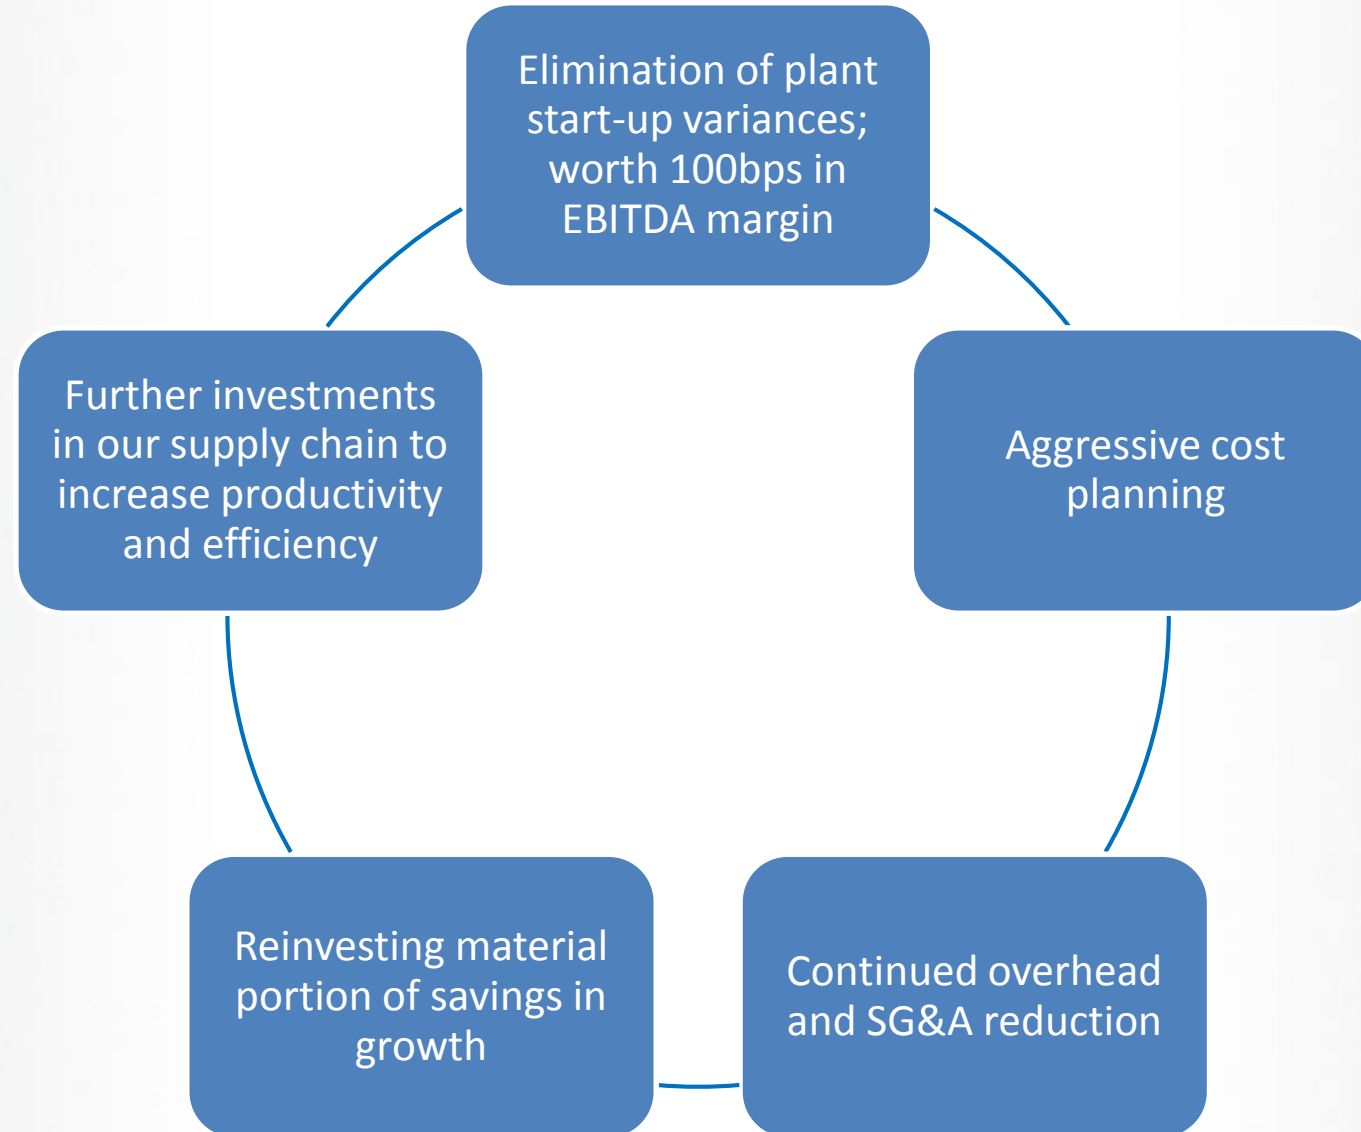 Elimination of plant
start-up variances;
worth 100bps in
EBITDA margin
Aggressive cost
planning
Continued overhead
and SG&A reduction
Reinvesting material
portion of savings in
growth
Further investments
in our supply chain to
increase productivity
and efficiency